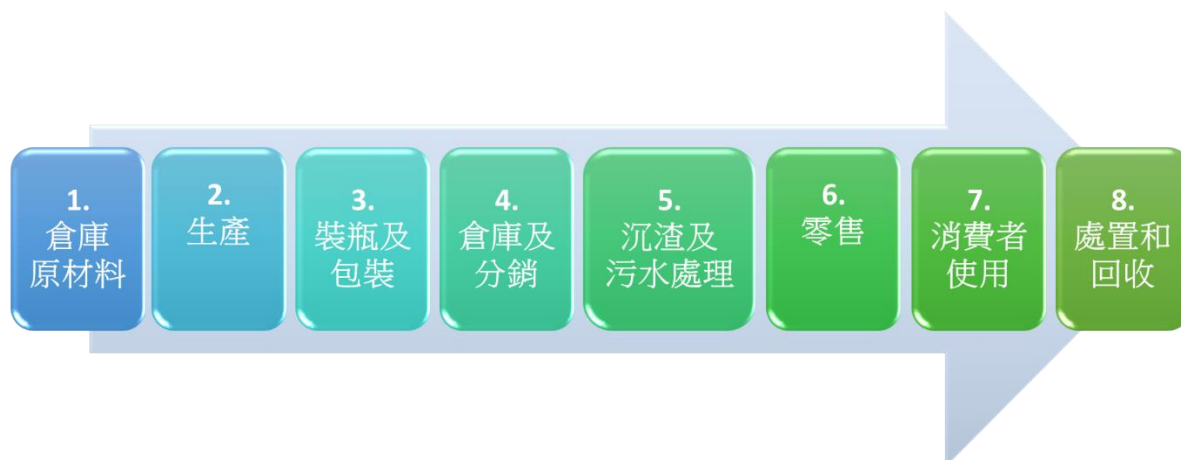 1.
倉庫
原材料
2.
生產
3.
裝瓶及
包裝
4.
倉庫及
分銷
5.
沉渣及
污水處理
6.
零售
7.
消費者
使用
8.
處置和
回收